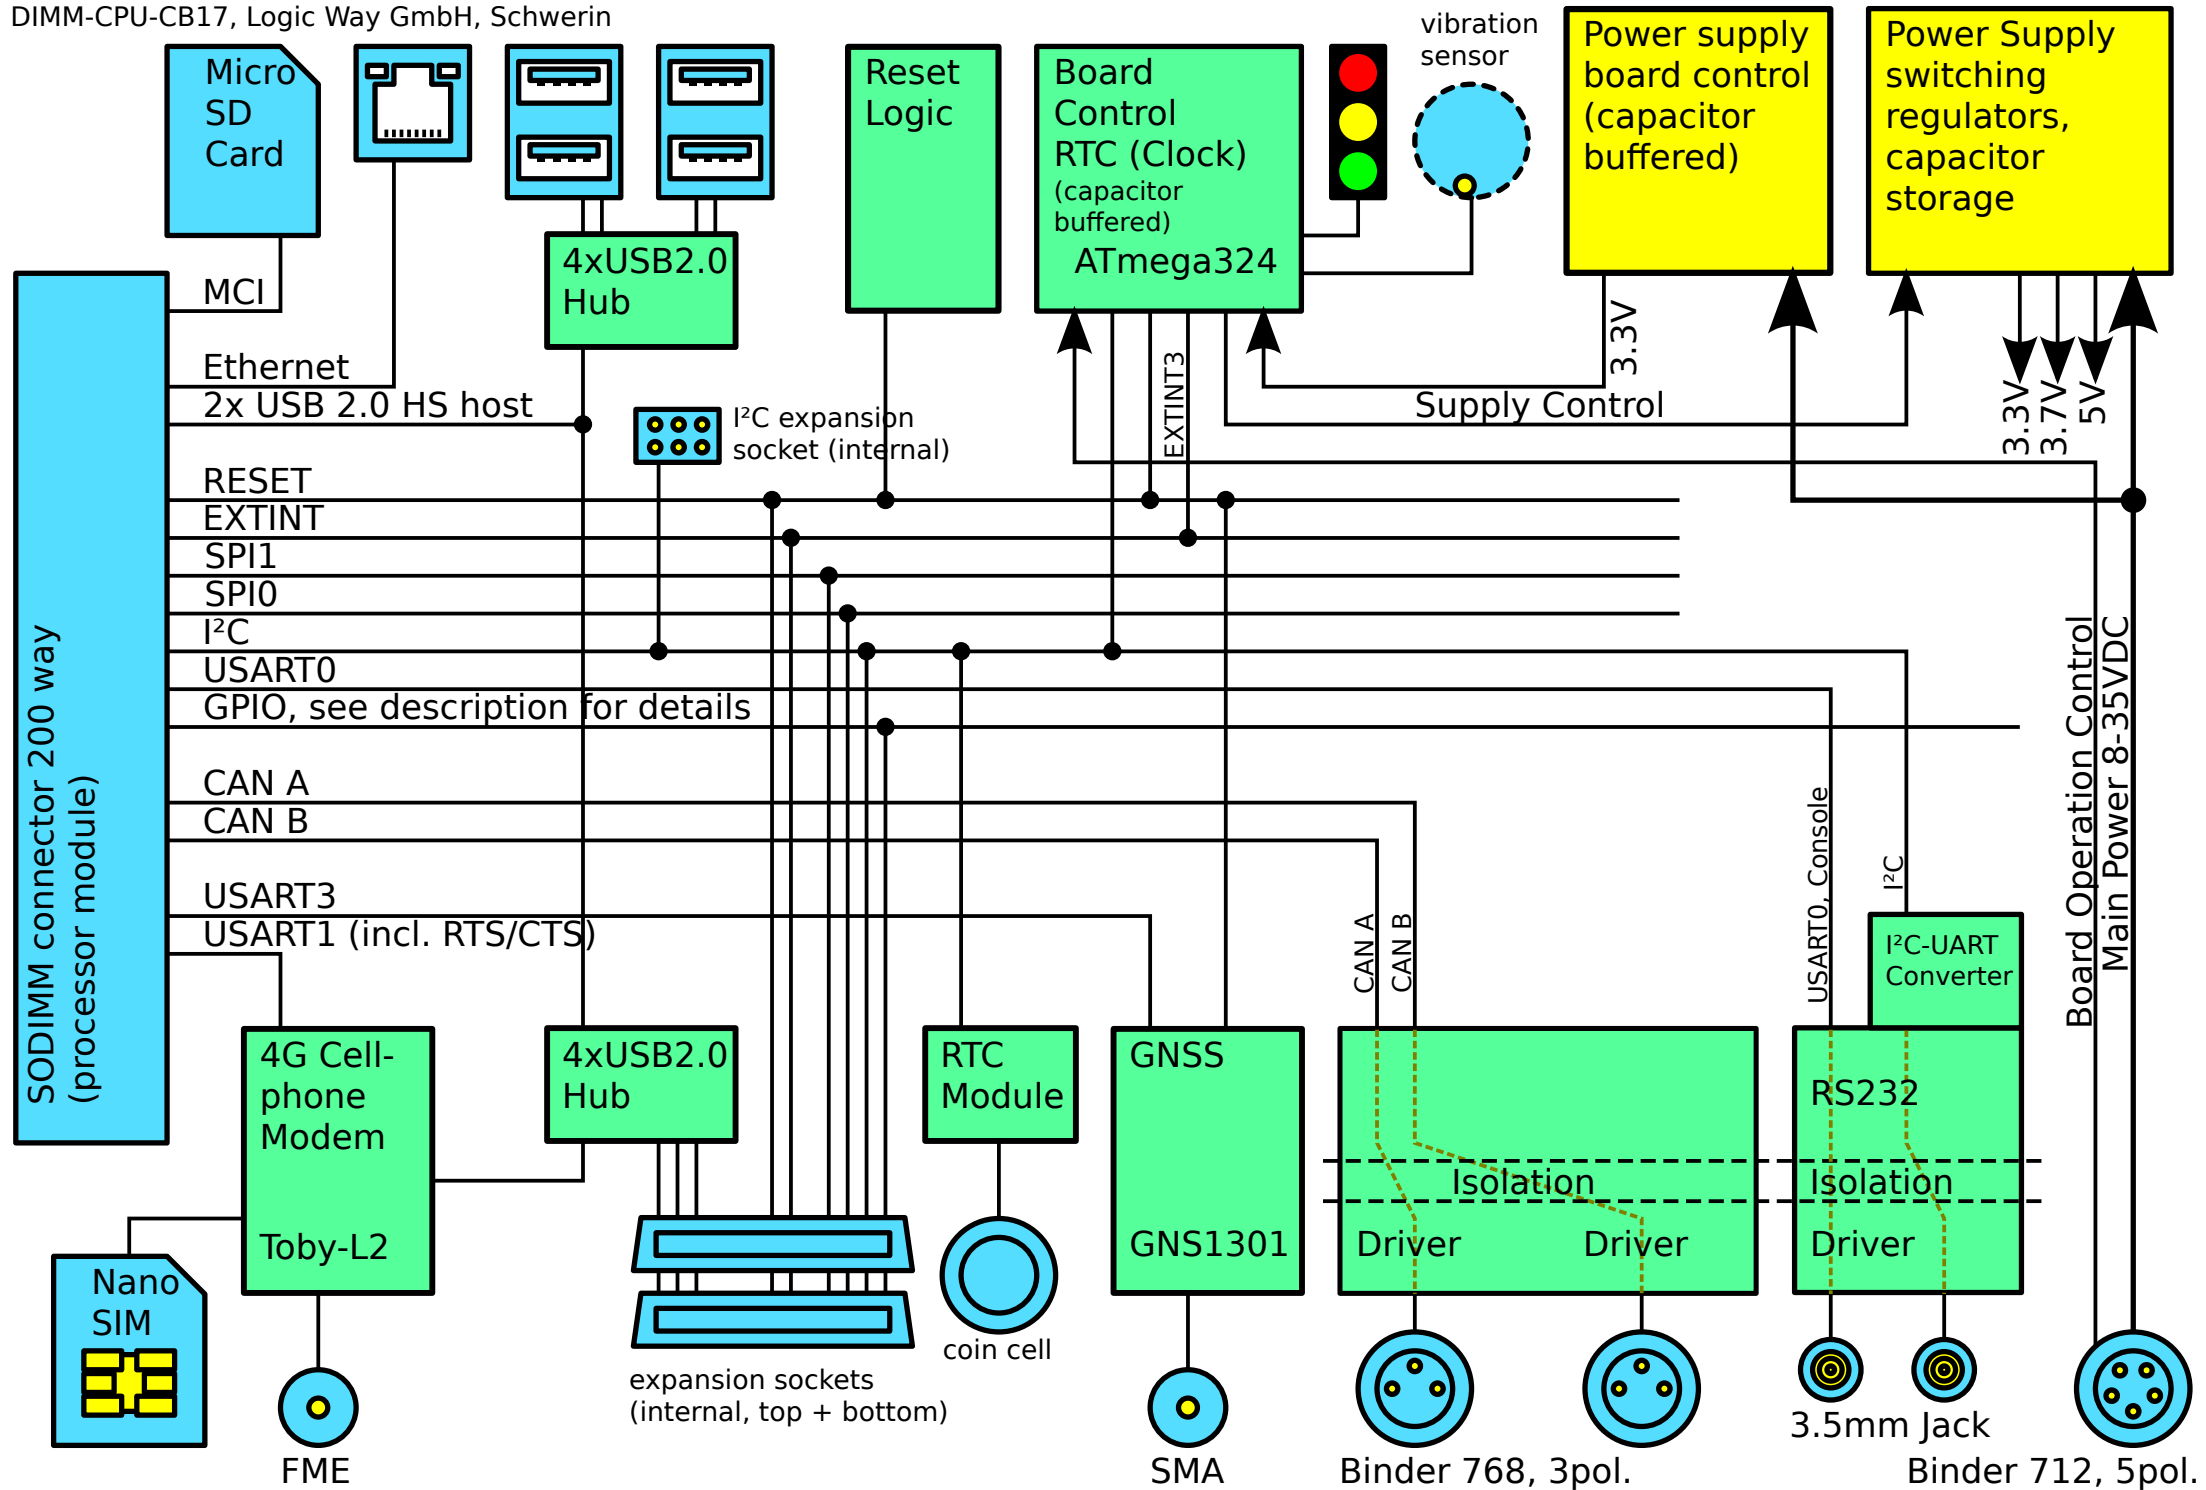 DIMM-CPU-CB17, Logic Way GmbH, Schwerin
Micro
SD
Card
4xUSB2.0
Hub
Reset
Logic
Board
Control
RTC (Clock)
(capacitor
buffered)
ATmega324
vibration
sensor
Power supply
board control
(capacitor
buffered)
Power Supply
switching
regulators,
capacitor
storage
MCI
Ethernet
2x USB 2.0 HS host
I²C expansion
socket (internal)
EXTINT3
3.3V
Supply Control
3.3V
3.7V
5V
RESET
EXTINT
SPI1
SPI0
I²C
USART0
GPIO, see description for details
CAN A
CAN B
USART3
USART1 (incl. RTS/CTS)
SODIMM connector 200 way
(processor module)
CAN A
CAN B
USART0, Console
I²C
Board Operation Control
Main Power 8-35VDC
I²C-UART
Converter
4G Cell-
phone
Modem
Toby-L2
4xUSB2.0
Hub
RTC
Module
GNSS
GNS1301
Isolation
Driver
Driver
RS232
Isolation
Driver
Nano
SIM
FME
expansion sockets
(internal, top + bottom)
coin cell
SMA
Binder 768, 3pol.
3.5mm Jack
Binder 712, 5pol.